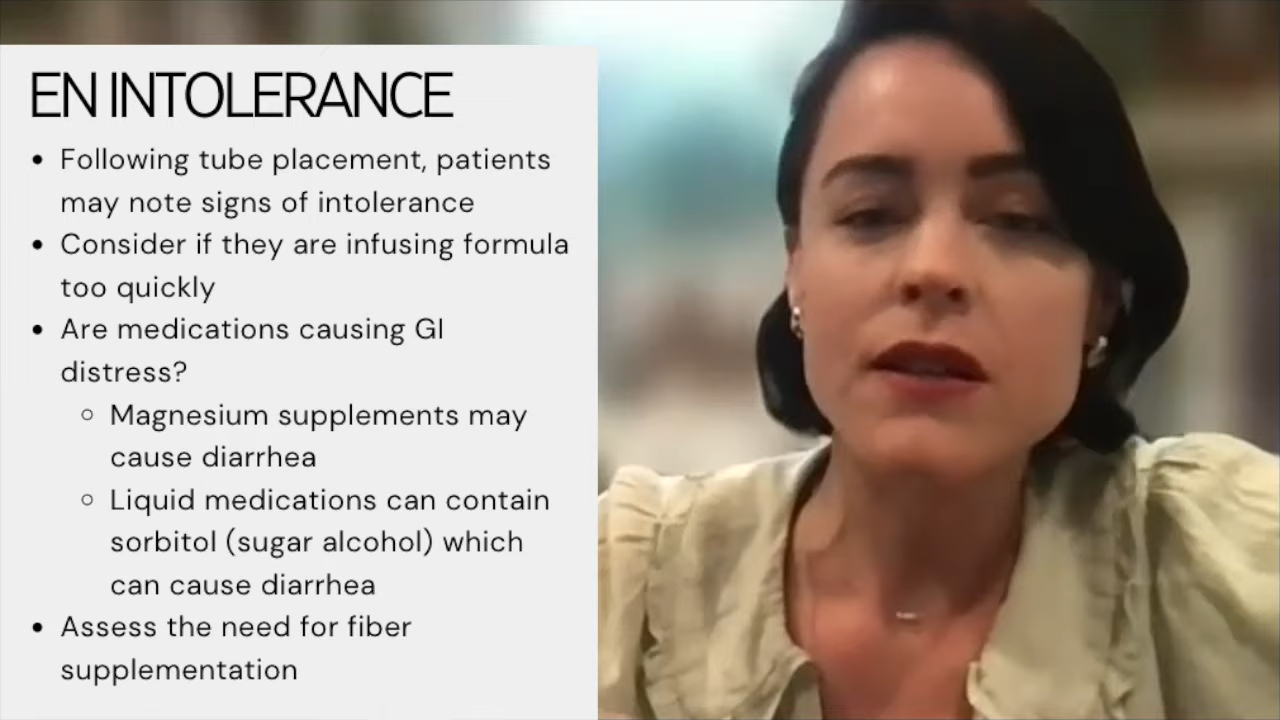 EN INTOLERANCE
• Following tube placement, patients
may note signs of intolerance
• Consider if they are infusing formula
too quickly
• Are medications causing GI
distress?
◦ Magnesium supplements may
cause diarrhea
◦ Liquid medications can contain
sorbitol (sugar alcohol) which
can cause diarrhea
• Assess the need for fiber
supplementation